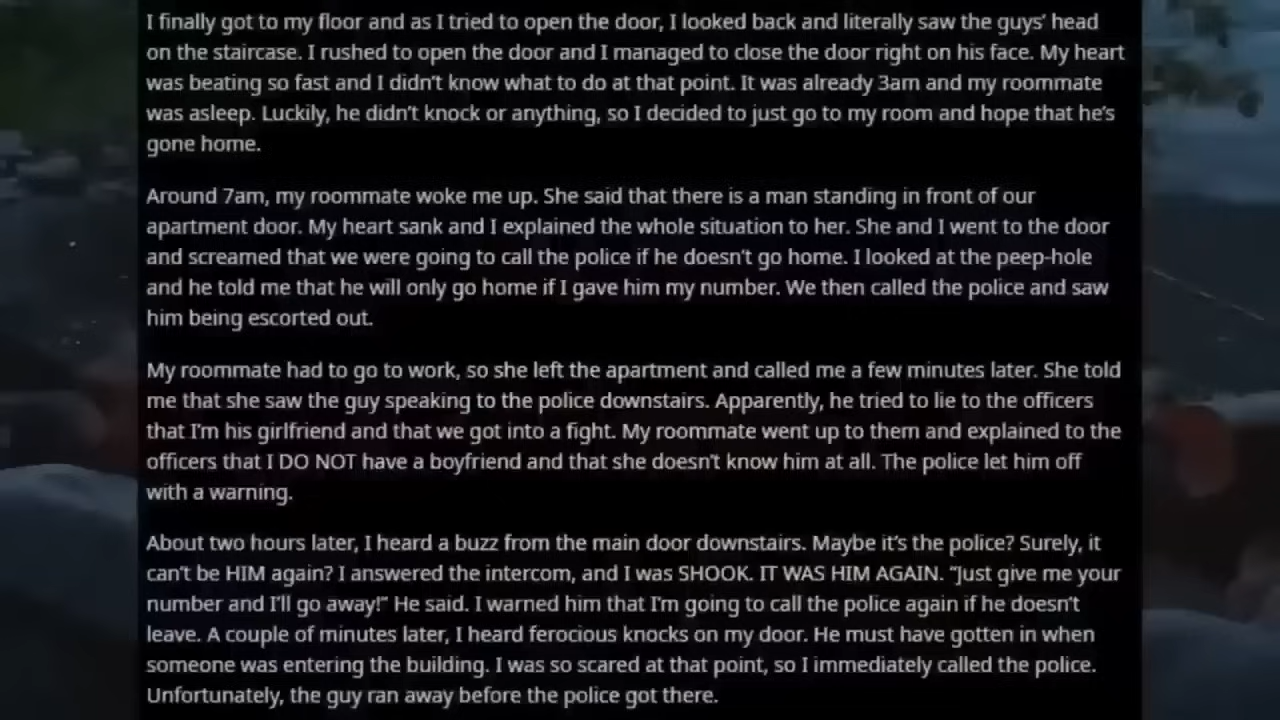 I finally got to my floor and as I tried to open the door, I looked back and literally saw the guys' head
on the staircase. I rushed to open the door and I managed to close the door right on his face. My heart
was beating so fast and I didn't know what to do at that point. It was already 3am and my roommate
was asleep. Luckily, he didn't knock or anything, so I decided to just go to my room and hope that he's
gone home.
Around 7am, my roommate woke me up. She said that there is a man standing in front of our
apartment door. My heart sank and I explained the whole situation to her. She and I went to the door
and screamed that we were going to call the police if he doesn't go home. I looked at the peep-hole
and he told me that he will only go home if I gave him my number. We then called the police and saw
him being escorted out.
My roommate had to go to work, so she left the apartment and called me a few minutes later. She told
me that she saw the guy speaking to the police downstairs. Apparently, he tried to lie to the officers
that I'm his girlfriend and that we got into a fight. My roommate went up to them and explained to the
officers that I DO NOT have a boyfriend and that she doesn't know him at all. The police let him off
with a warning.
About two hours later, I heard a buzz from the main door downstairs. Maybe it's the police? Surely, it
can't be HIM again? I answered the intercom, and I was SHOOK. IT WAS HIM AGAIN. "Just give me your
number and I'll go away!" He said. I warned him that I'm going to call the police again if he doesn't
leave. A couple of minutes later, I heard ferocious knocks on my door. He must have gotten in when
someone was entering the building. I was so scared at that point, so I immediately called the police.
Unfortunately, the guy ran away before the police got there.